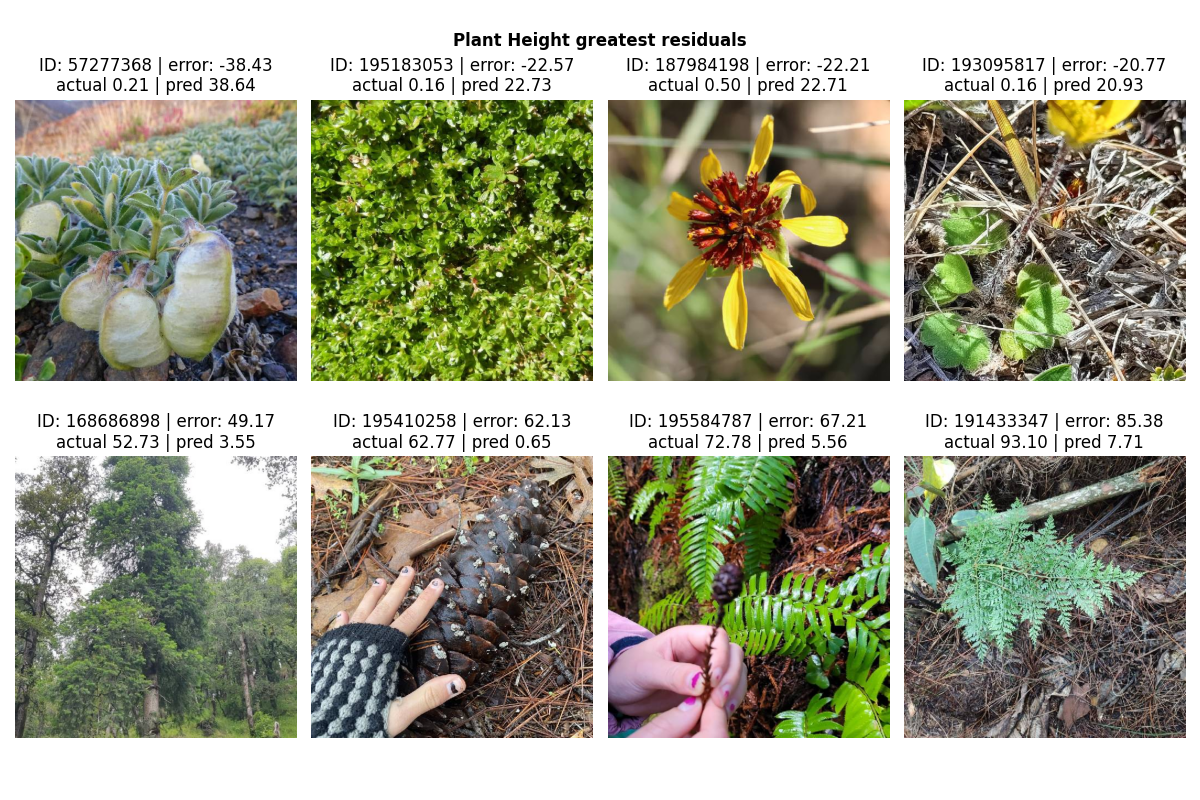 Plant Height greatest residuals
ID: 57277368 | error: -38.43
actual 0.21 | pred 38.64
ID: 195183053 | error: -22.57
actual 0.16 | pred 22.73
ID: 187984198 | error: -22.21
actual 0.50 | pred 22.71
ID: 193095817 | error: -20.77
actual 0.16 | pred 20.93
ID: 168686898 | error: 49.17
actual 52.73 | pred 3.55
ID: 195410258 | error: 62.13
actual 62.77 | pred 0.65
ID: 195584787 | error: 67.21
actual 72.78 | pred 5.56
ID: 191433347 | error: 85.38
actual 93.10 | pred 7.71